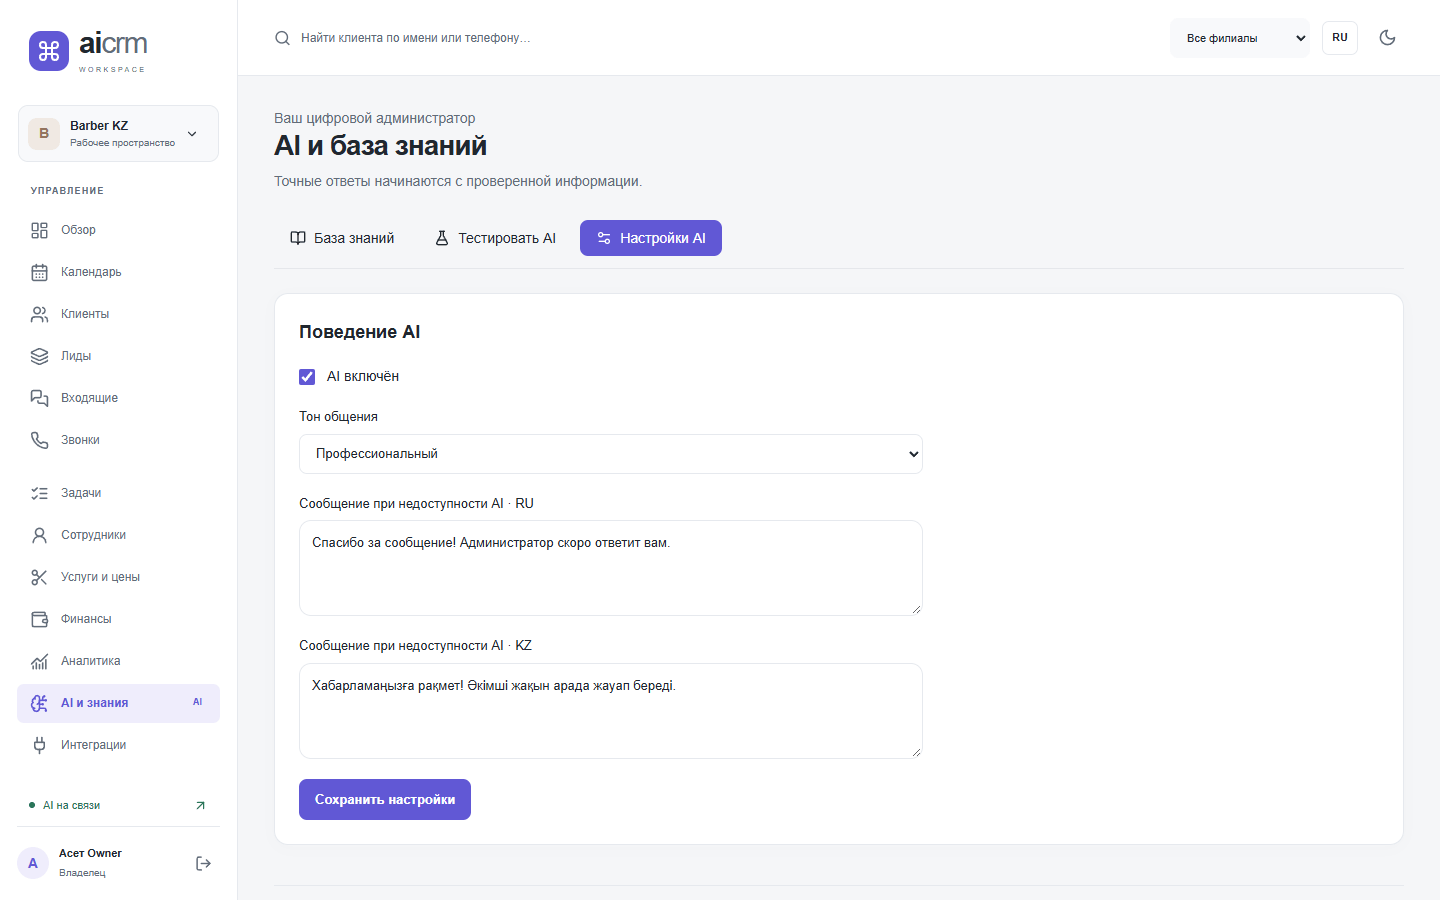 aicrm
WORKSPACE
B
Barber KZ
Рабочее пространство
УПРАВЛЕНИЕ
Обзор
Календарь
Клиенты
Лиды
Входящие
Звонки
Задачи
Сотрудники
Услуги и цены
Финансы
Аналитика
AI и знания
AI
Интеграции
AI на связи
A
Асет Owner
Владелец
Найти клиента по имени или телефону...
Все филиалы
RU
Ваш цифровой администратор
AI и база знаний
Точные ответы начинаются с проверенной информации.
База знаний
Тестировать AI
Настройки AI
Поведение AI
AI включён
Тон общения
Профессиональный
Сообщение при недоступности AI · RU
Спасибо за сообщение! Администратор скоро ответит вам.
Сообщение при недоступности AI · KZ
Хабарламаңызға рақмет! Әкімші жақын арада жауап береді.
Сохранить настройки